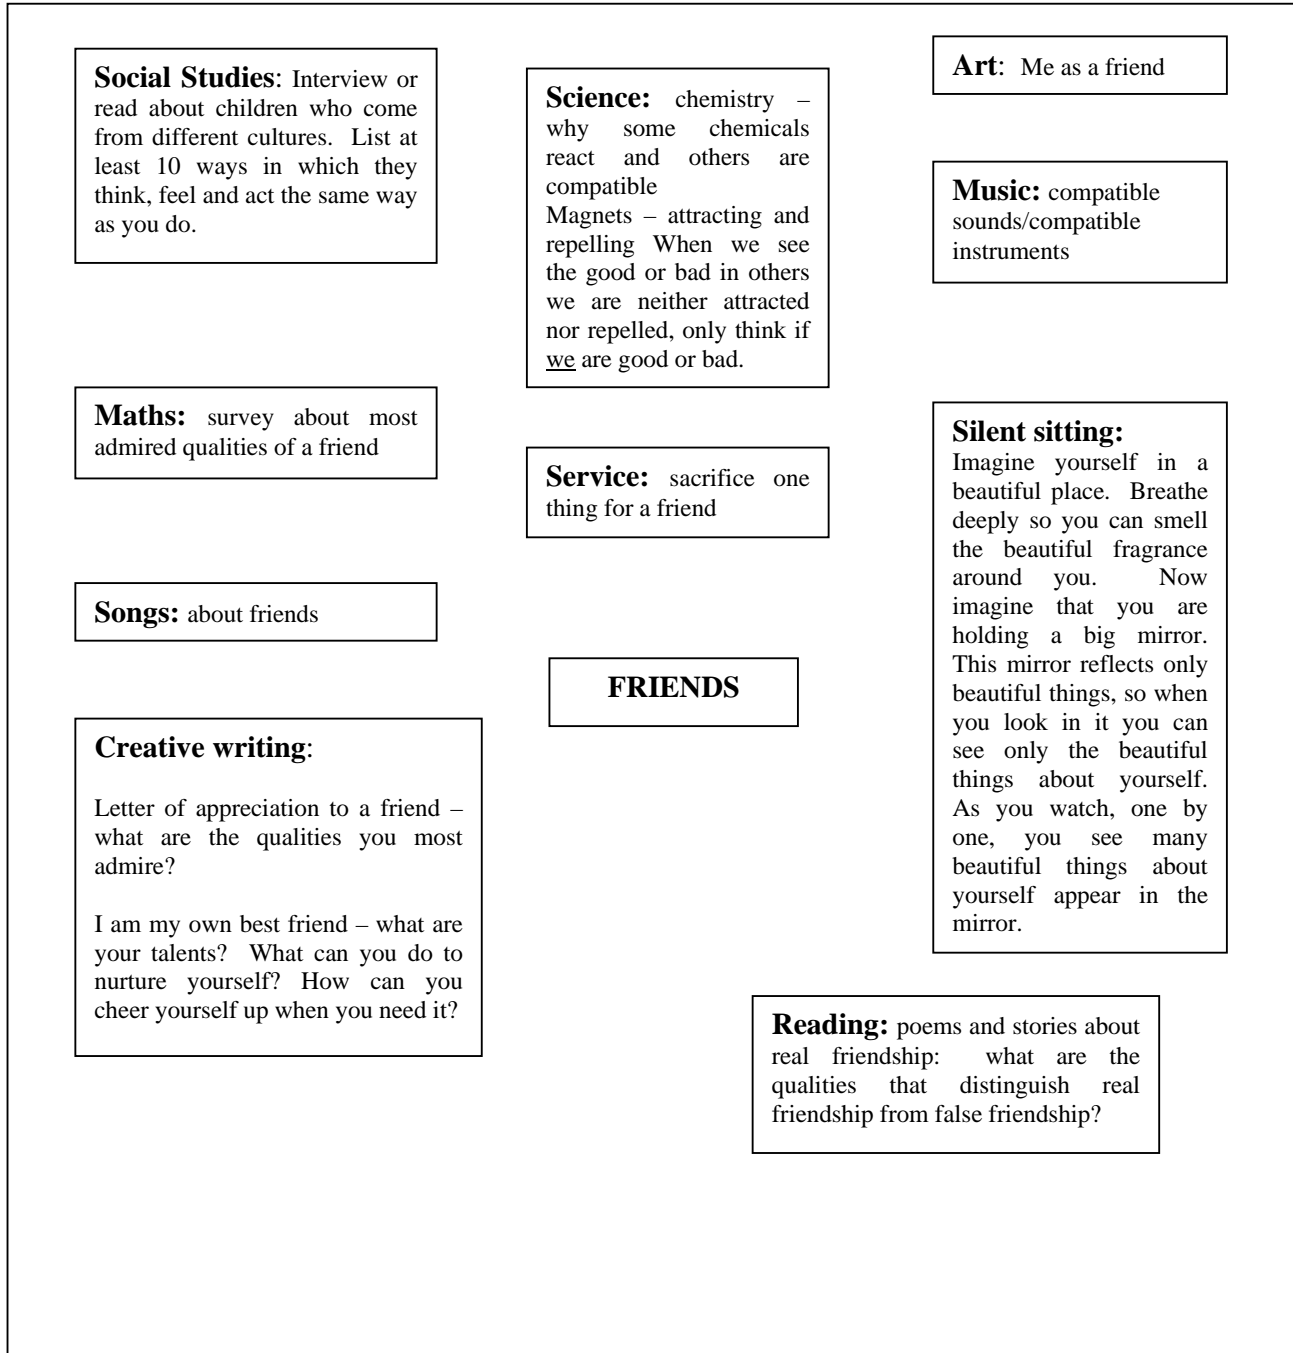 Social Studies: Interview or
read about children who come
from different cultures. List at
least 10 ways in which they
think, feel and act the same way
as you do.
Science: chemistry –
why some chemicals
react and others are
compatible
Magnets – attracting and
repelling When we see
the good or bad in others
we are neither attracted
nor repelled, only think if
we are good or bad.
Art: Me as a friend
Music: compatible
sounds/compatible
instruments
Maths: survey about most
admired qualities of a friend
Service: sacrifice one
thing for a friend
Silent sitting:
Imagine yourself in a
beautiful place. Breathe
deeply so you can smell
the beautiful fragrance
around you. Now
imagine that you are
holding a big mirror.
This mirror reflects only
beautiful things, so when
you look in it you can
see only the beautiful
things about yourself.
As you watch, one by
one, you see many
beautiful things about
yourself appear in the
mirror.
Songs: about friends
FRIENDS
Creative writing:
Letter of appreciation to a friend –
what are the qualities you most
admire?
I am my own best friend – what are
your talents? What can you do to
nurture yourself? How can you
cheer yourself up when you need it?
Reading: poems and stories about
real friendship: what are the
qualities that distinguish real
friendship from false friendship?